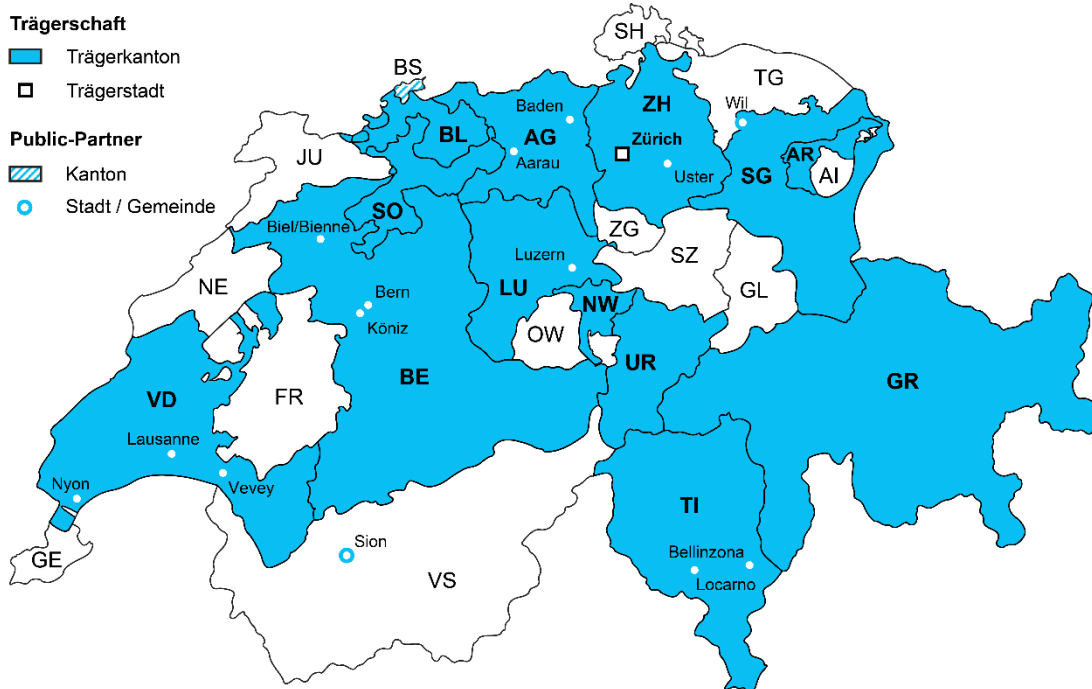 Trägerschaft
Trägerkanton
Trägerstadt
Public-Partner
Kanton
Stadt / Gemeinde
SH
BS
TG
Baden
ZH
Wil
BL
AG
Zürich
JU
Aarau
AR
Uster
SG
AI
SO
Biel/Bienne
ZG
Luzern
SZ
NE
LU
GL
Bern
NW
Köniz
OW
UR
BE
GR
FR
VD
Lausanne
Vevey
Nyon
TI
Sion
GE
Bellinzona
VS
Locarno